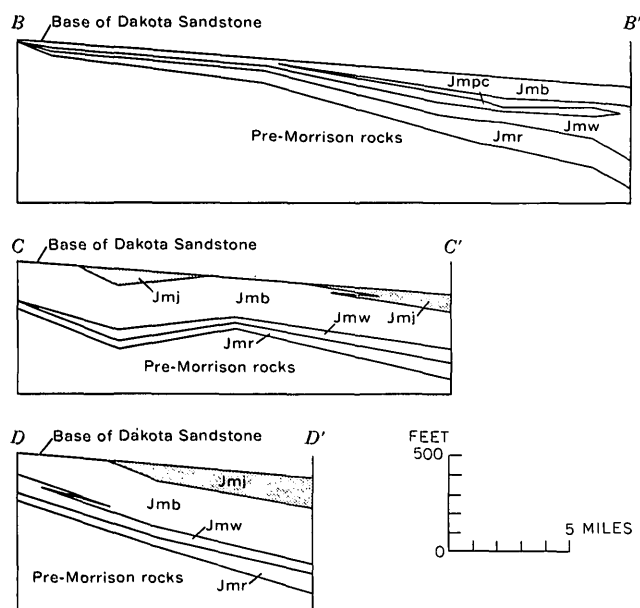 B
B'
Base of Dakota Sandstone
Jmpc
Jmb
Jmw
Jmr
Pre-Morrison rocks
C
Base of Dakota Sandstone
C'
Jmj
Jmb
Jmw
Jmj
Jmr
Pre-Morrison rocks
D
Base of Dakota Sandstone
D'
Jmj
Jmb
Jmw
Pre-Morrison rocks
Jmr
FEET
500
0
5 MILES